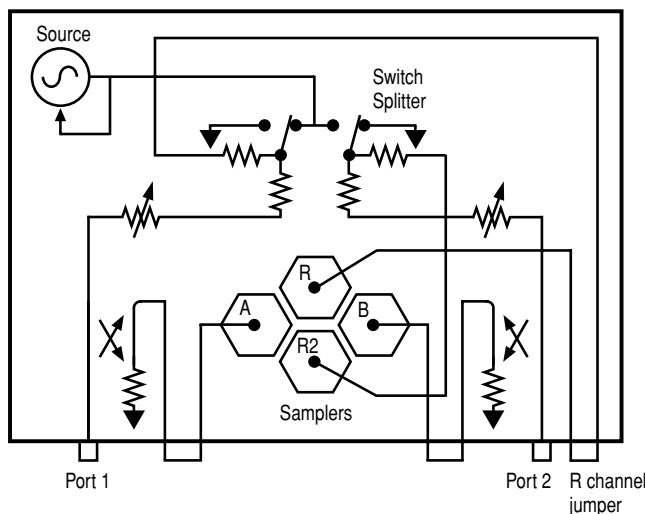 Source
Switch
Splitter
R
A
B
R2
Samplers
Port 1
Port 2
R channel
jumper